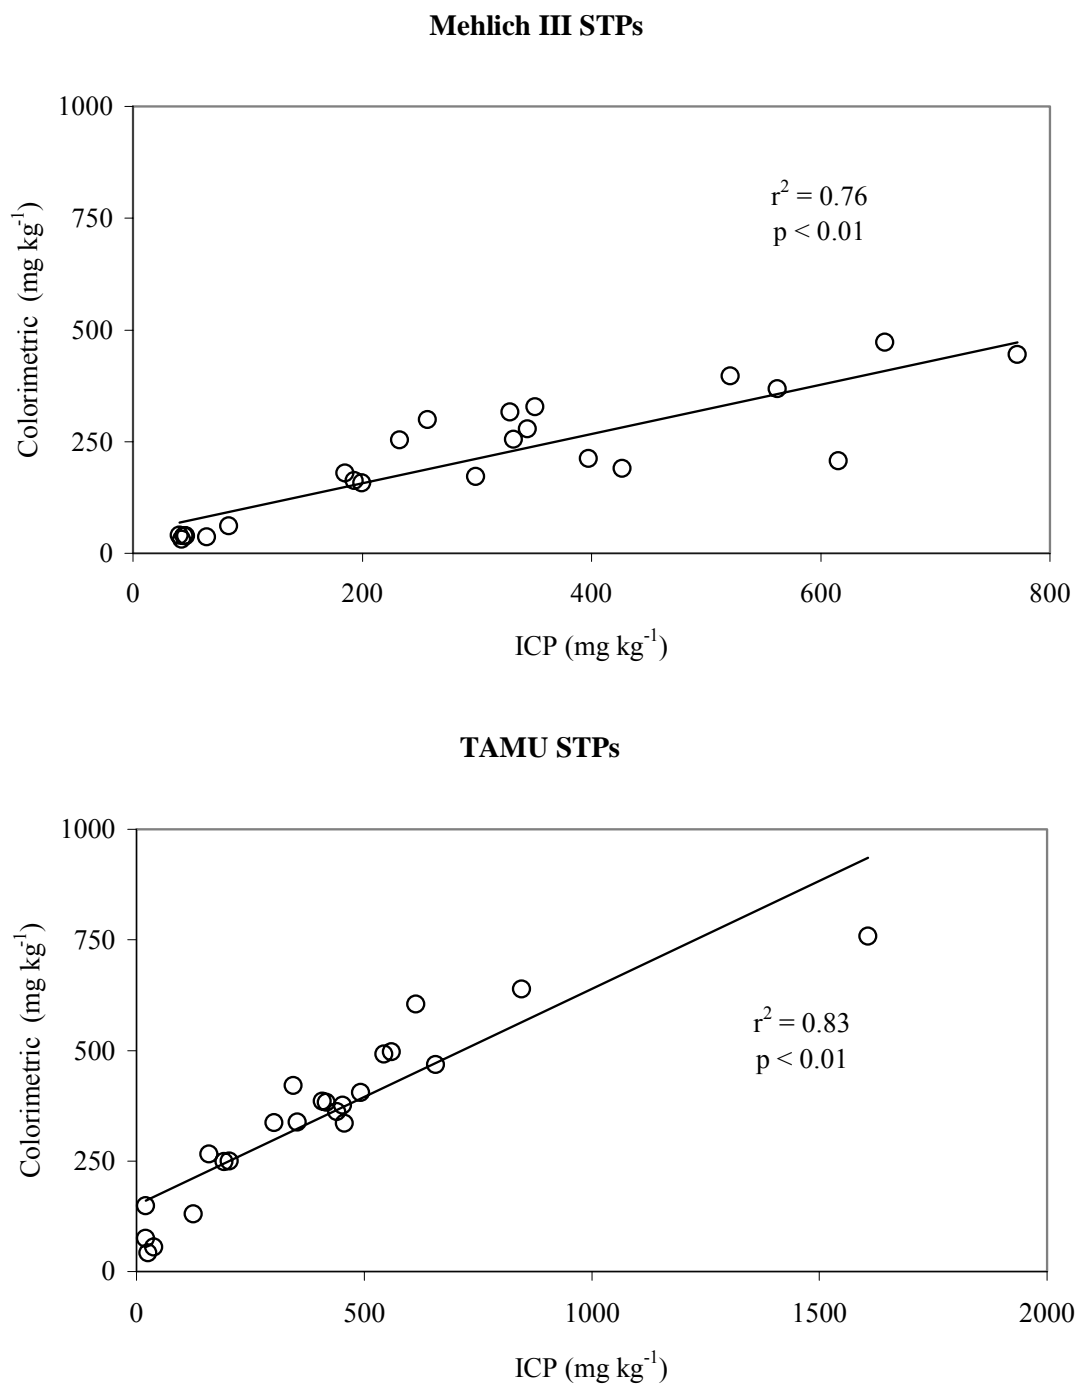 Mehlich III STPs
1000
750
500
250
0
Colorimetric (mg kg⁻¹)
r² = 0.76
p < 0.01
0 200 400 600 800
ICP (mg kg⁻¹)
TAMU STPs
1000
750
500
250
0
Colorimetric (mg kg⁻¹)
r² = 0.83
p < 0.01
0 500 1000 1500 2000
ICP (mg kg⁻¹)